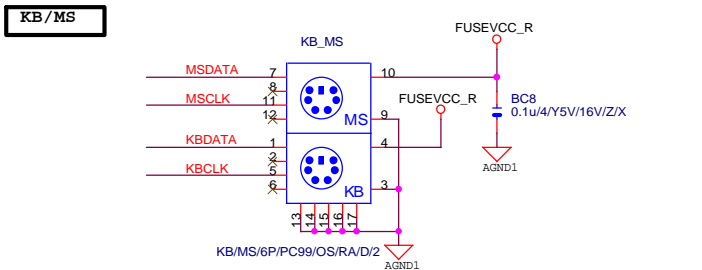 KB/MS
FUSEVCC_R
KB_MS
MSDATA 7 10
8 FUSEVCC_R BC8
MSCLK 11 0.1u/4/Y5V/16V/Z/X
12 MS 9
KBDATA 1 4
2 AGND1
KBCLK 5
6 KB 3
13 14 15 16 17
KB/MS/6P/PC99/OS/RA/D/2
AGND1